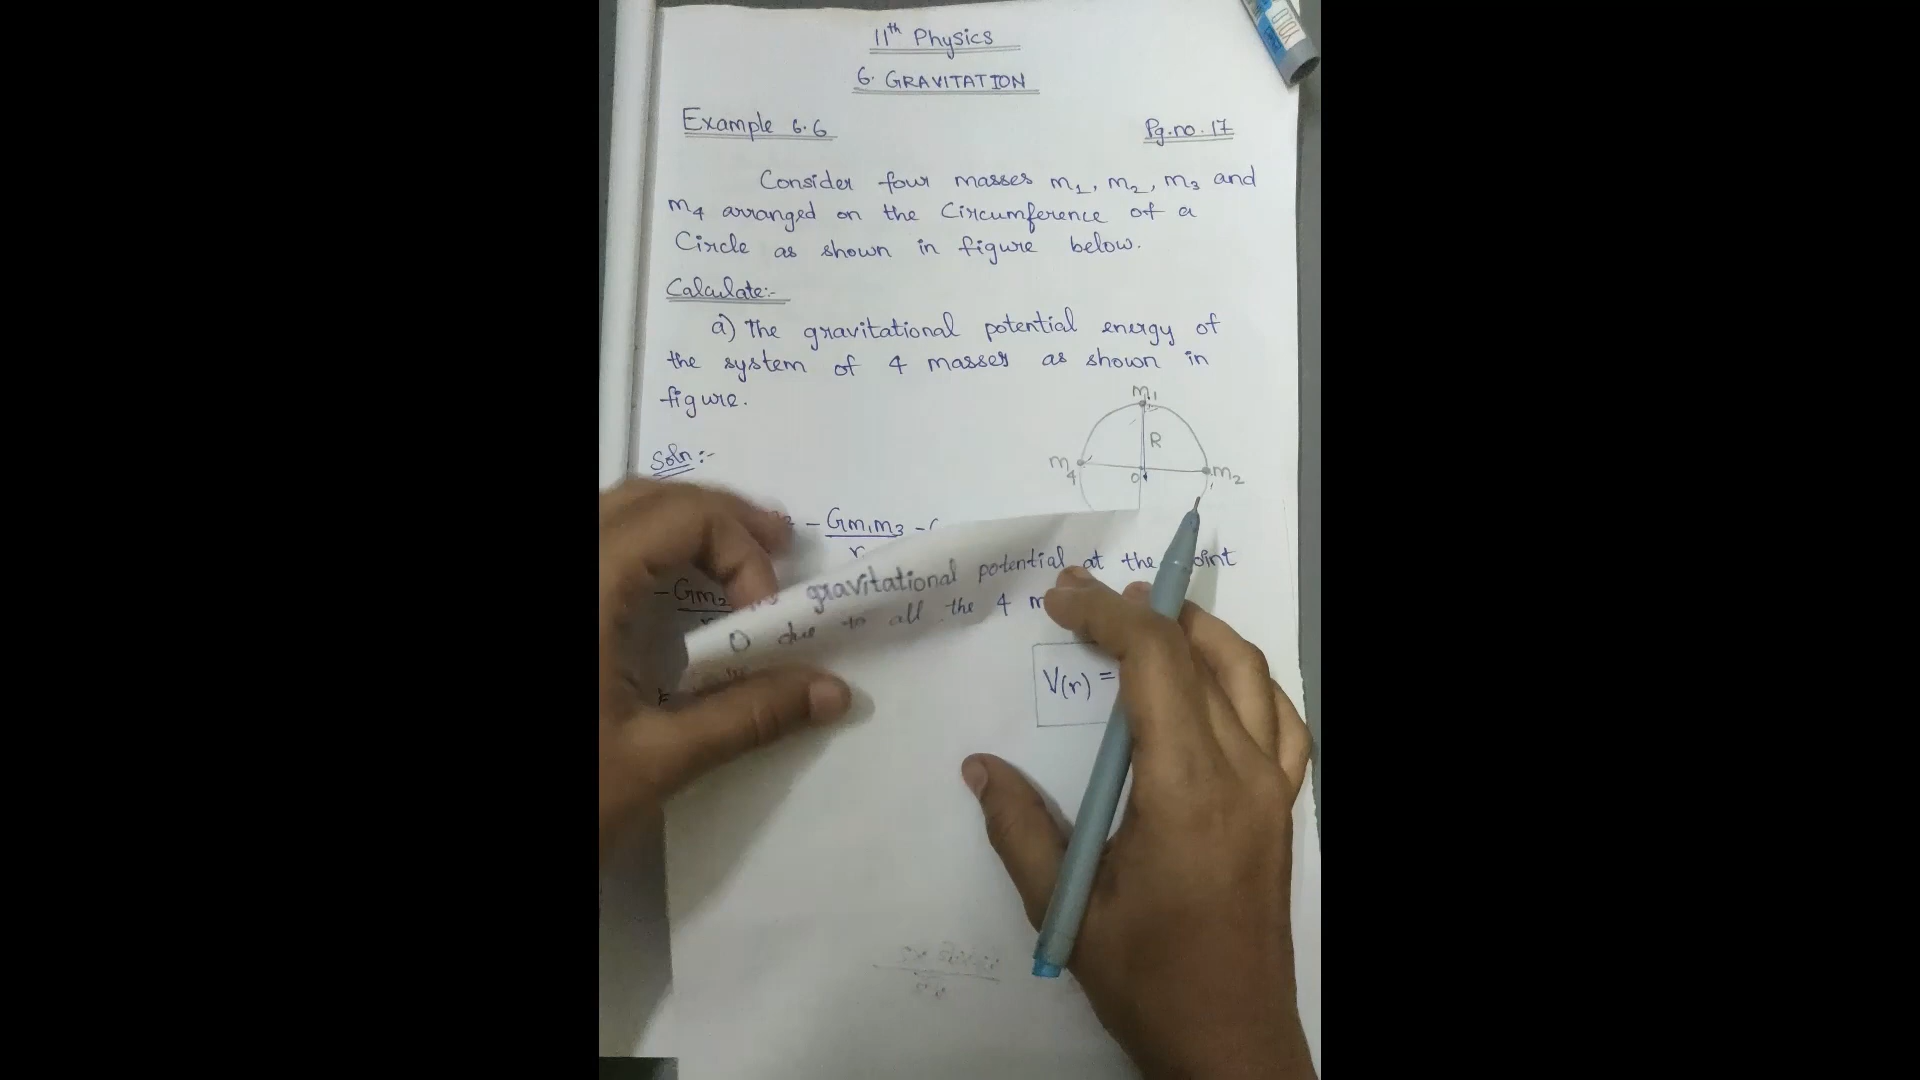 11th Physics
6. GRAVITATION
Example 6.6
Pg.no. 17
Consider four masses m₁, m₂, m₃ and
m₄ arranged on the Circumference of a
Circle as shown in figure below.
Calculate:-
a) The gravitational potential energy of
the system of 4 masses as shown in
figure.
m₁
R
m₄
O
m₂
Soln:-
- Gm₁m₃ -
r
gravitational potential at the
- Gm₂
O due to all the 4
V(r) =
YOLO